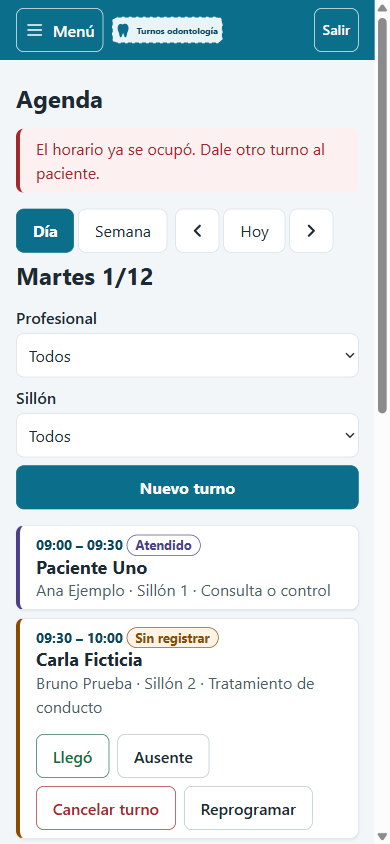 Menú
Turnos odontología
Salir
Agenda
El horario ya se ocupó. Dale otro turno al
paciente.
Día
Semana
Hoy
Martes 1/12
Profesional
Todos
Sillón
Todos
Nuevo turno
09:00 – 09:30 Atendido
Paciente Uno
Ana Ejemplo · Sillón 1 · Consulta o control
09:30 – 10:00 Sin registrar
Carla Ficticia
Bruno Prueba · Sillón 2 · Tratamiento de
conducto
Llegó
Ausente
Cancelar turno
Reprogramar